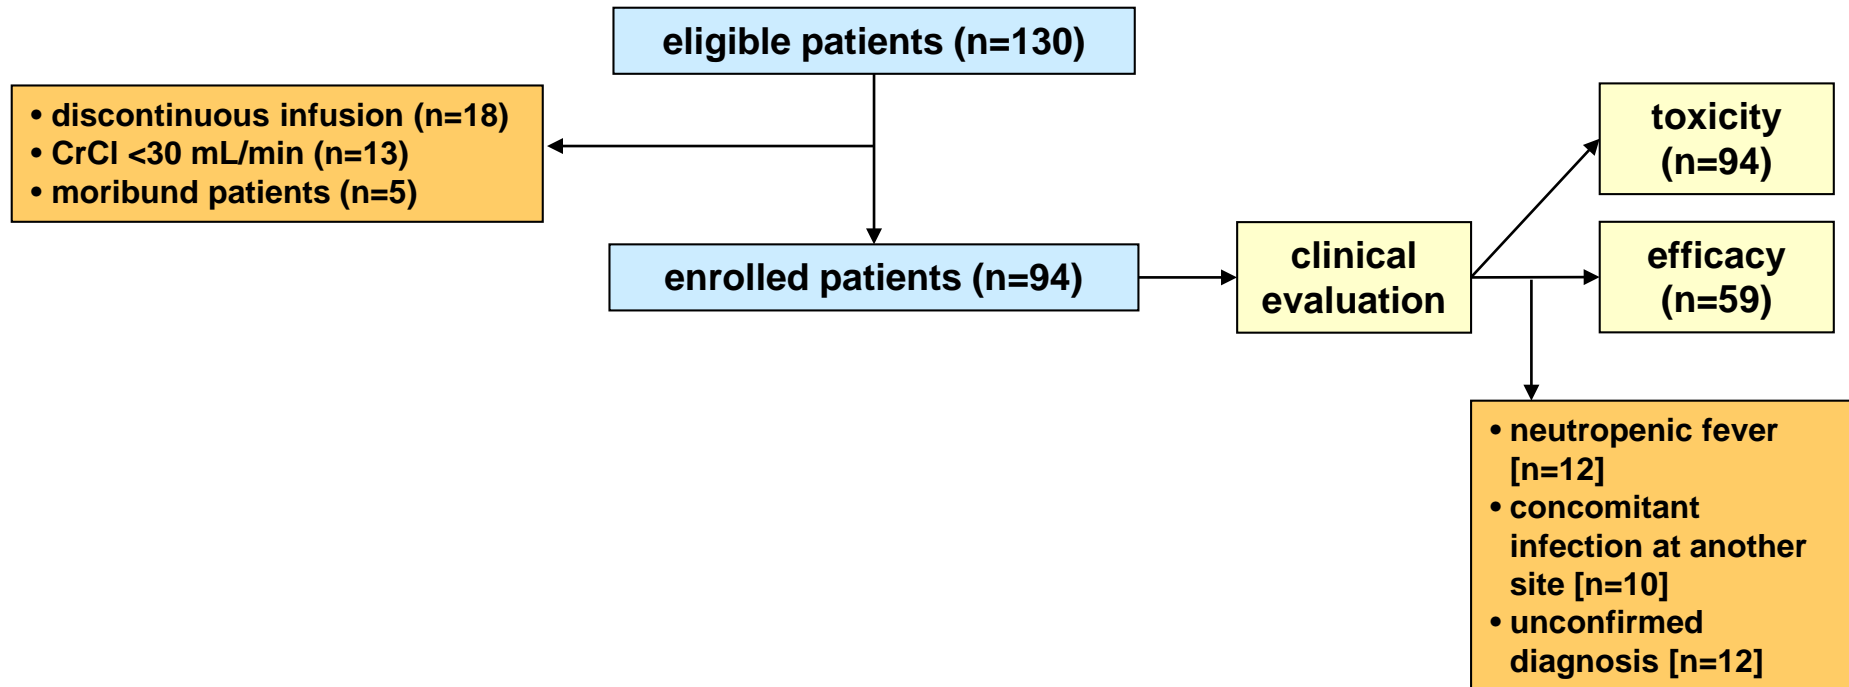 eligible patients (n=130)
• discontinuous infusion (n=18)
• CrCl <30 mL/min (n=13)
• moribund patients (n=5)
enrolled patients (n=94)
clinical
evaluation
toxicity
(n=94)
efficacy
(n=59)
• neutropenic fever
[n=12]
• concomitant
infection at another
site [n=10]
• unconfirmed
diagnosis [n=12]